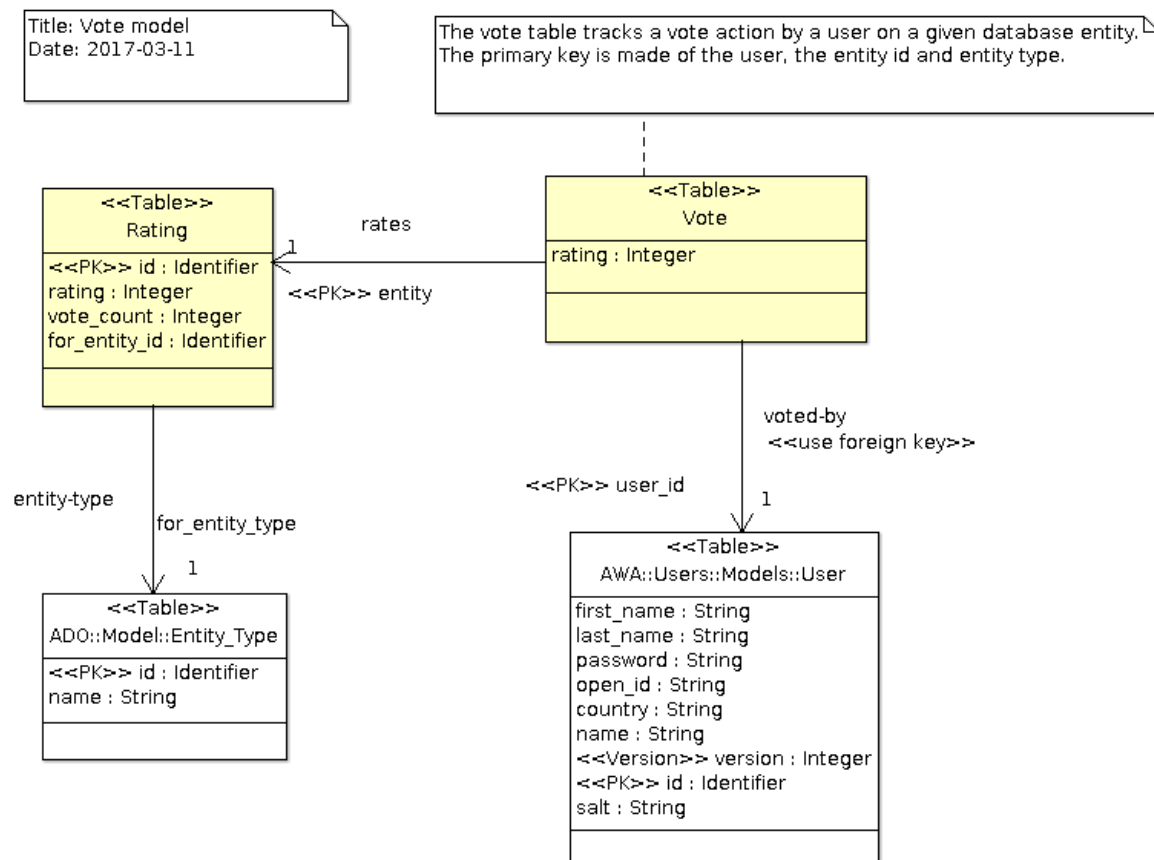 Title: Vote model
Date: 2017-03-11
The vote table tracks a vote action by a user on a given database entity.
The primary key is made of the user, the entity id and entity type.
<<Table>>
Rating
<<PK>> id : Identifier
rating : Integer
vote_count : Integer
for_entity_id : Identifier
rates
1
<<PK>> entity
<<Table>>
Vote
rating : Integer
voted-by
<<use foreign key>>
<<PK>> user_id
1
entity-type
for_entity_type
1
<<Table>>
ADO::Model::Entity_Type
<<PK>> id : Identifier
name : String
<<Table>>
AWA::Users::Models::User
first_name : String
last_name : String
password : String
open_id : String
country : String
name : String
<<Version>> version : Integer
<<PK>> id : Identifier
salt : String